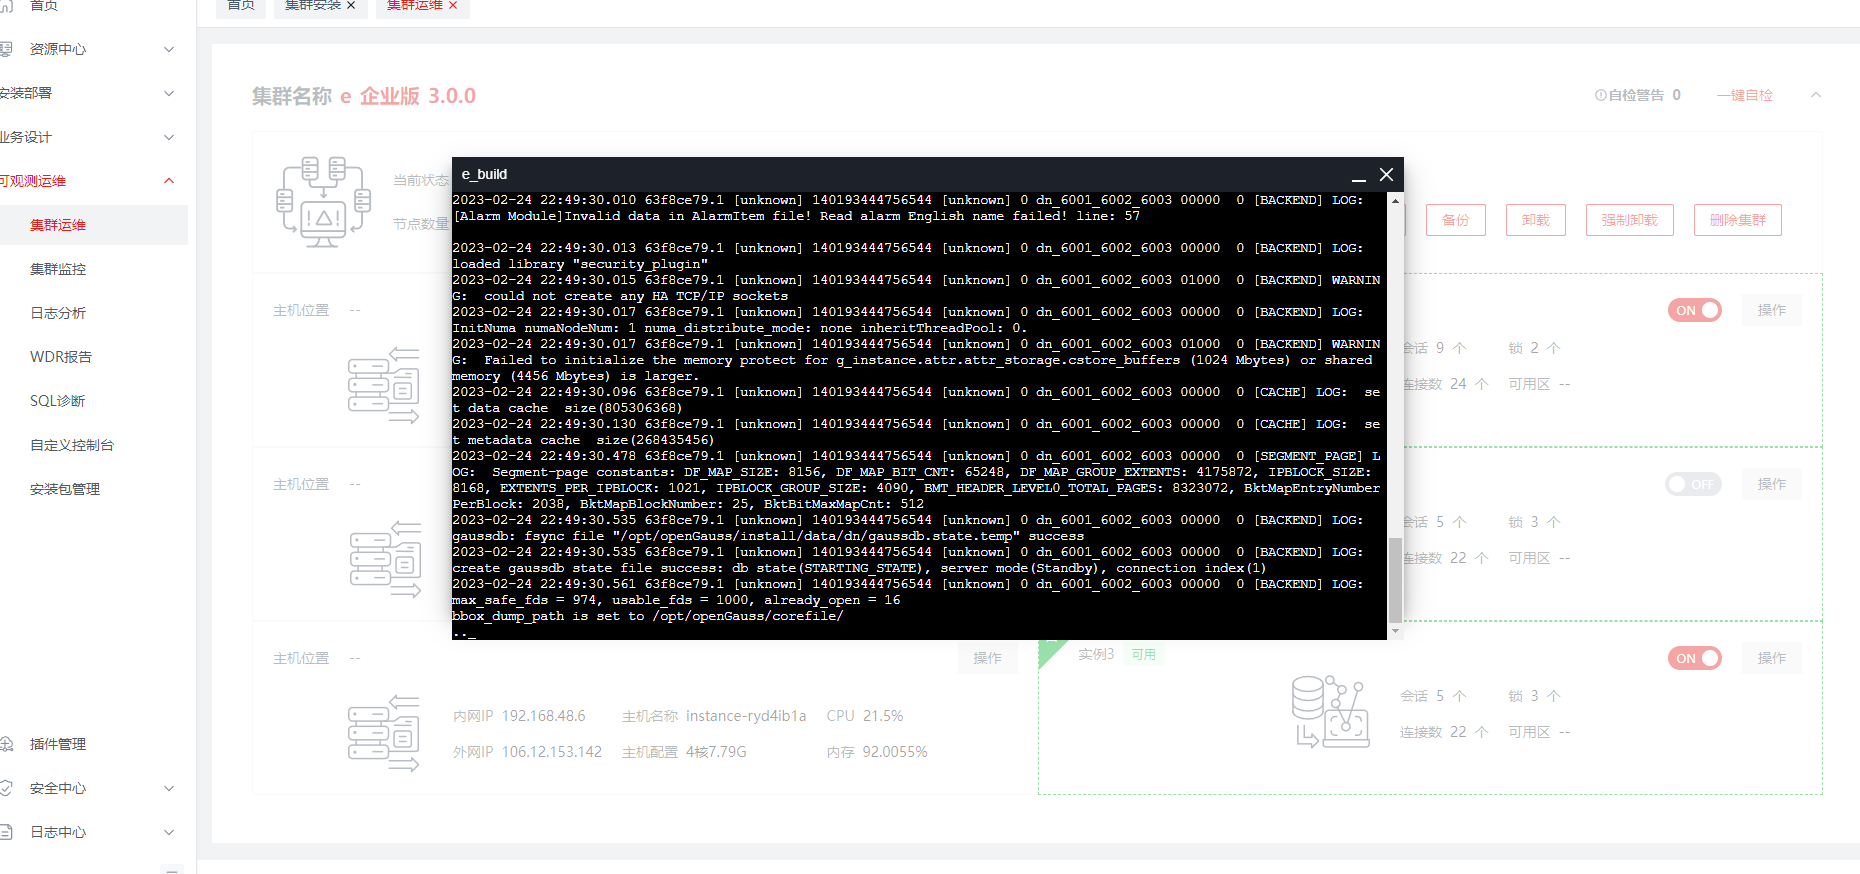 首页
首页 集群安装 × 集群运维 ×
资源中心
安装部署
业务设计
可观测运维
集群运维
集群监控
日志分析
WDR报告
SQL诊断
自定义控制台
安装包管理
插件管理
安全中心
日志中心
集群名称 e 企业版 3.0.0
自检警告 0 一键自检
当前状态
节点数量
备份 卸载 强制卸载 删除集群
e_build
2023-02-24 22:49:30.010 63f8ce79.1 [unknown] 140193444756544 [unknown] 0 dn_6001_6002_6003 00000  0 [BACKEND] LOG:
[Alarm Module]Invalid data in AlarmItem file! Read alarm English name failed! line: 57
2023-02-24 22:49:30.013 63f8ce79.1 [unknown] 140193444756544 [unknown] 0 dn_6001_6002_6003 00000  0 [BACKEND] LOG:
loaded library "security_plugin"
2023-02-24 22:49:30.015 63f8ce79.1 [unknown] 140193444756544 [unknown] 0 dn_6001_6002_6003 01000  0 [BACKEND] WARNIN
G:  could not create any HA TCP/IP sockets
2023-02-24 22:49:30.017 63f8ce79.1 [unknown] 140193444756544 [unknown] 0 dn_6001_6002_6003 00000  0 [BACKEND] LOG:
InitNuma numaNodeNum: 1 numa_distribute_mode: none inheritThreadPool: 0.
2023-02-24 22:49:30.017 63f8ce79.1 [unknown] 140193444756544 [unknown] 0 dn_6001_6002_6003 01000  0 [BACKEND] WARNIN
G:  Failed to initialize the memory protect for g_instance.attr.attr_storage.cstore_buffers (1024 Mbytes) or shared
memory (4456 Mbytes) is larger.
2023-02-24 22:49:30.096 63f8ce79.1 [unknown] 140193444756544 [unknown] 0 dn_6001_6002_6003 00000  0 [CACHE] LOG:  se
t data cache  size(805306368)
2023-02-24 22:49:30.130 63f8ce79.1 [unknown] 140193444756544 [unknown] 0 dn_6001_6002_6003 00000  0 [CACHE] LOG:  se
t metadata cache  size(268435456)
2023-02-24 22:49:30.478 63f8ce79.1 [unknown] 140193444756544 [unknown] 0 dn_6001_6002_6003 00000  0 [SEGMENT_PAGE] L
OG:  Segment-page constants: DF_MAP_SIZE: 8156, DF_MAP_BIT_CNT: 65248, DF_MAP_GROUP_EXTENTS: 4175872, IPBLOCK_SIZE:
8168, EXTENTS_PER_IPBLOCK: 1021, IPBLOCK_GROUP_SIZE: 4090, BMT_HEADER_LEVEL0_TOTAL_PAGES: 8323072, BktMapEntryNumber
PerBlock: 2038, BktMapBlockNumber: 25, BktBitMaxMapCnt: 512
2023-02-24 22:49:30.535 63f8ce79.1 [unknown] 140193444756544 [unknown] 0 dn_6001_6002_6003 00000  0 [BACKEND] LOG:
gaussdb: fsync file "/opt/openGauss/install/data/dn/gaussdb.state.temp" success
2023-02-24 22:49:30.535 63f8ce79.1 [unknown] 140193444756544 [unknown] 0 dn_6001_6002_6003 00000  0 [BACKEND] LOG:
create gaussdb state file success: db state(STARTING_STATE), server mode(Standby), connection index(1)
2023-02-24 22:49:30.561 63f8ce79.1 [unknown] 140193444756544 [unknown] 0 dn_6001_6002_6003 00000  0 [BACKEND] LOG:
max_safe_fds = 974, usable_fds = 1000, already_open = 16
bbox_dump_path is set to /opt/openGauss/corefile/
.._
主机位置 --
ON 操作
会话 9 个 锁 2 个
连接数 24 个 可用区 --
主机位置 --
OFF 操作
会话 5 个 锁 3 个
连接数 22 个 可用区 --
主机位置 -- 操作
内网IP 192.168.48.6 主机名称 instance-ryd4ib1a CPU 21.5%
外网IP 106.12.153.142 主机配置 4核7.79G 内存 92.0055%
实例3 可用 ON 操作
会话 5 个 锁 3 个
连接数 22 个 可用区 --